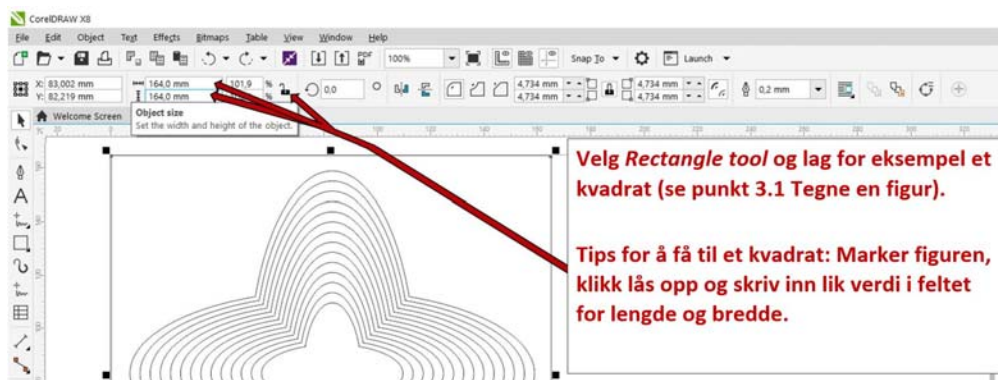 CorelDRAW X8
File Edit Object Text Effects Bitmaps Table View Window Help
PDF 100% Snap To Launch
X: 83,002 mm 164,0 mm 101,9 % 0,0 ° 4,734 mm 4,734 mm 0,2 mm
Y: 82,219 mm 164,0 mm % 4,734 mm 4,734 mm
Welcome Screen
Object size
Set the width and height of the object.
Velg Rectangle tool og lag for eksempel et
kvadrat (se punkt 3.1 Tegne en figur).
Tips for å få til et kvadrat: Marker figuren,
klikk lås opp og skriv inn lik verdi i feltet
for lengde og bredde.